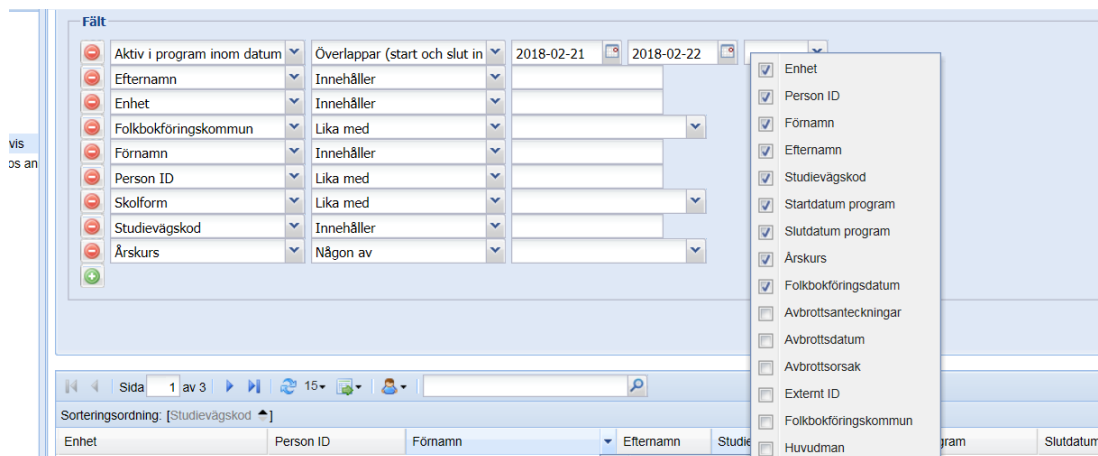 Fält
Aktiv i program inom datum Överlappar (start och slut in 2018-02-21 2018-02-22
Efternamn Innehåller
Enhet Innehåller
Folkbokföringskommun Lika med
Förnamn Innehåller
Person ID Lika med
Skolform Lika med
Studievägskod Innehåller
Årskurs Någon av
vis
os an
Enhet
Person ID
Förnamn
Efternamn
Studievägskod
Startdatum program
Slutdatum program
Årskurs
Folkbokföringsdatum
Avbrottsanteckningar
Avbrottsdatum
Avbrottsorsak
Externt ID
Folkbokföringskommun
Huvudman
Sida 1 av 3 15
Sorteringsordning: [Studievägskod]
Enhet Person ID Förnamn Efternamn Studie gram Slutdatum